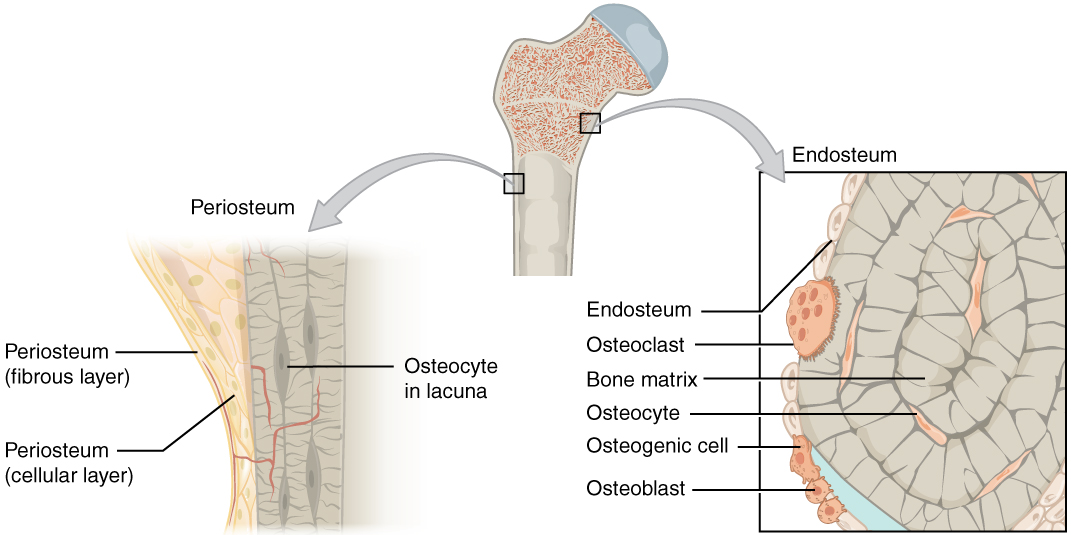 Periosteum
Periosteum
(fibrous layer)
Periosteum
(cellular layer)
Osteocyte
in lacuna
Endosteum
Endosteum
Osteoclast
Bone matrix
Osteocyte
Osteogenic cell
Osteoblast